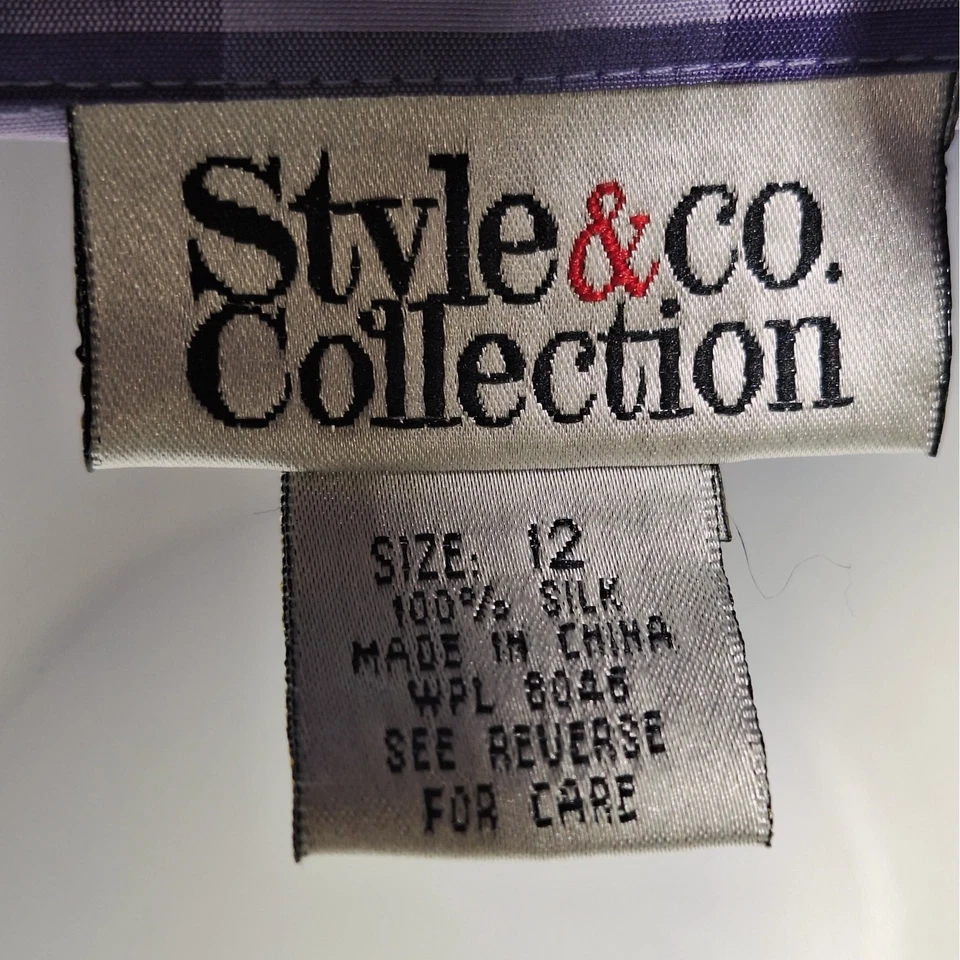 Style&co.
Collection
SIZE: 12
100% SILK
MADE IN CHINA
WPL 8046
SEE REVERSE
FOR CARE